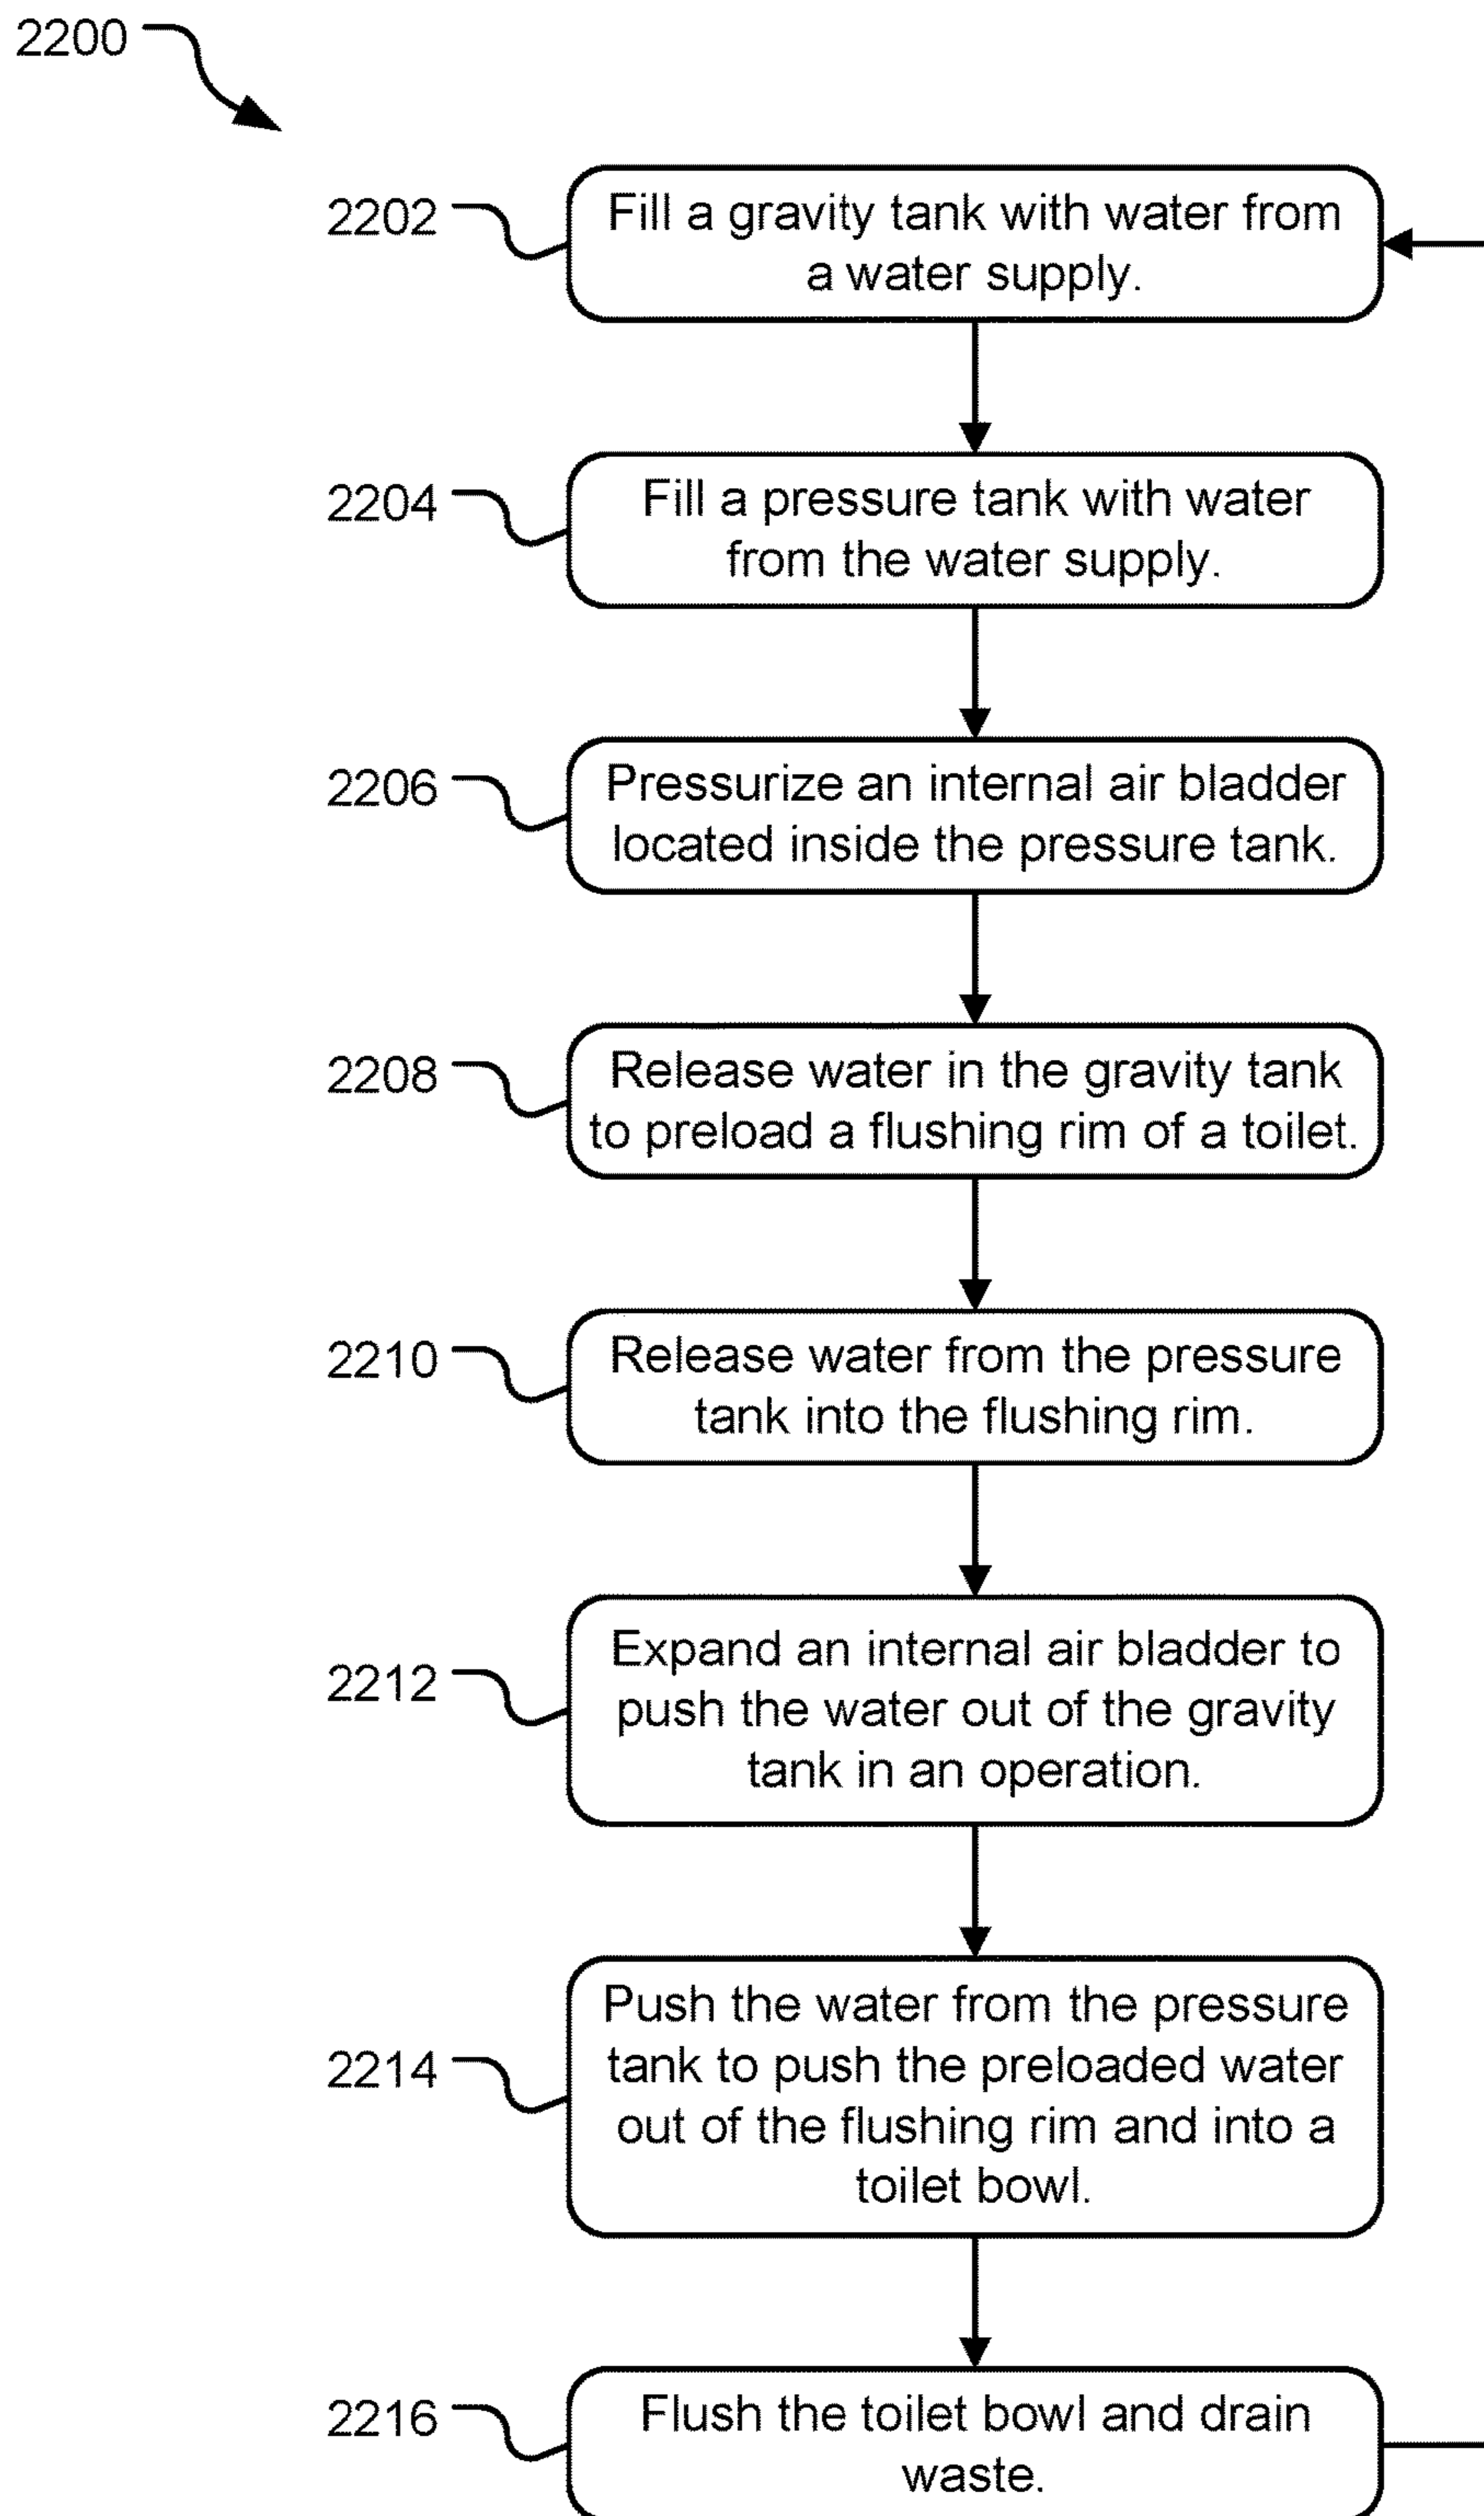 2200
2202
Fill a gravity tank with water from
a water supply.
2204
Fill a pressure tank with water
from the water supply.
2206
Pressurize an internal air bladder
located inside the pressure tank.
2208
Release water in the gravity tank
to preload a flushing rim of a toilet.
2210
Release water from the pressure
tank into the flushing rim.
2212
Expand an internal air bladder to
push the water out of the gravity
tank in an operation.
2214
Push the water from the pressure
tank to push the preloaded water
out of the flushing rim and into a
toilet bowl.
2216
Flush the toilet bowl and drain
waste.